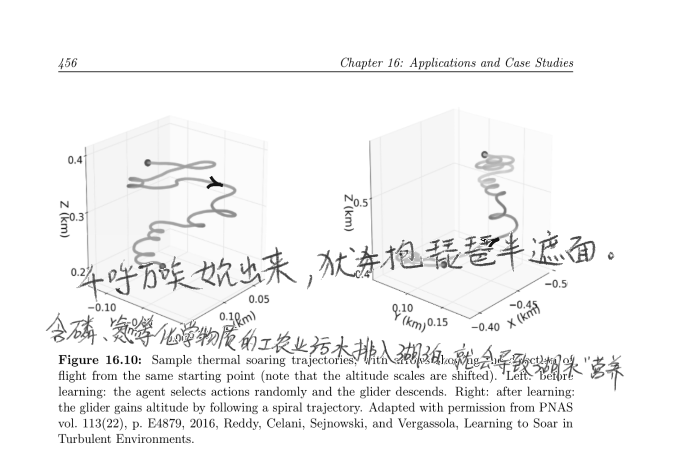 456 Chapter 16: Applications and Case Studies
0.4
Z (km)
0.3
0.2
−0.10
0.10
0.05
(km)
0.5
Z (km)
0.4
0.10
Y (km)
0.15
−0.5
−0.45
X (km)
−0.40
千呼万唤始出来，犹奔抱琵琶半遮面。
含磷、氮等化学物质的工农业污水排入湖泊，就会导致湖水"营养
Figure 16.10: Sample thermal soaring trajectories, with arrows showing the direction of
flight from the same starting point (note that the altitude scales are shifted). Left: before
learning: the agent selects actions randomly and the glider descends. Right: after learning:
the glider gains altitude by following a spiral trajectory. Adapted with permission from PNAS
vol. 113(22), p. E4879, 2016, Reddy, Celani, Sejnowski, and Vergassola, Learning to Soar in
Turbulent Environments.